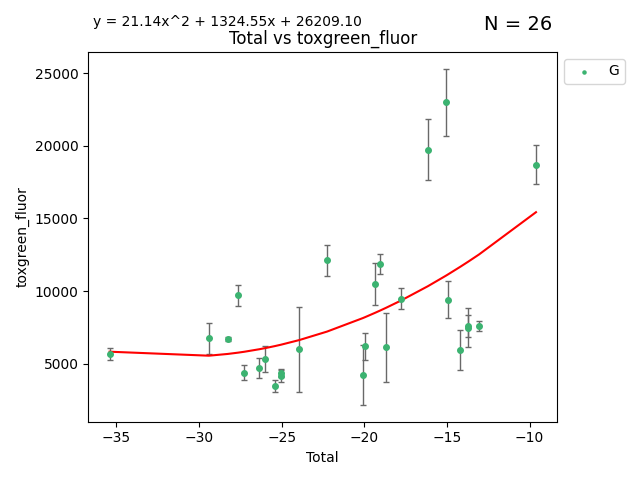 y = 21.14x^2 + 1324.55x + 26209.10
N = 26
Total vs toxgreen_fluor
G
25000
20000
15000
10000
5000
toxgreen_fluor
−35
−30
−25
−20
−15
−10
Total